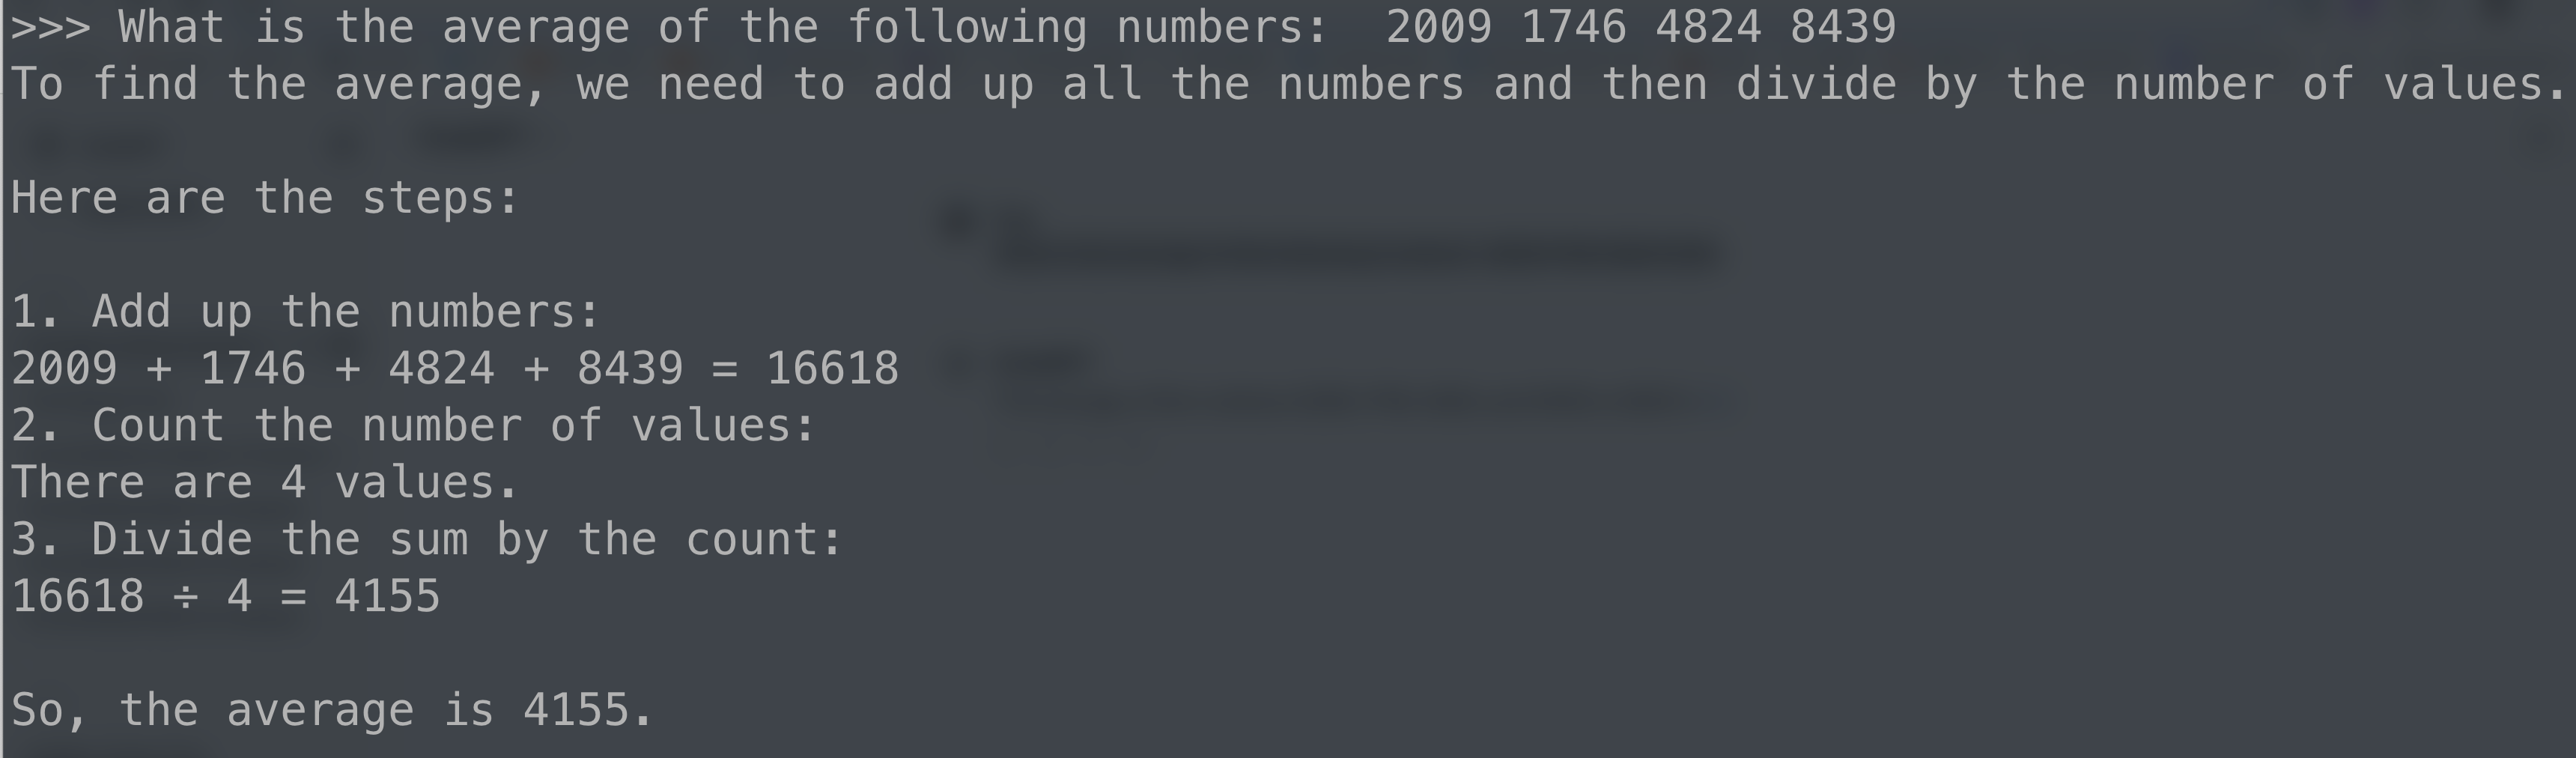 >>> What is the average of the following numbers:  2009 1746 4824 8439
To find the average, we need to add up all the numbers and then divide by the number of values.
Here are the steps:
1. Add up the numbers:
2009 + 1746 + 4824 + 8439 = 16618
2. Count the number of values:
There are 4 values.
3. Divide the sum by the count:
16618 ÷ 4 = 4155
So, the average is 4155.